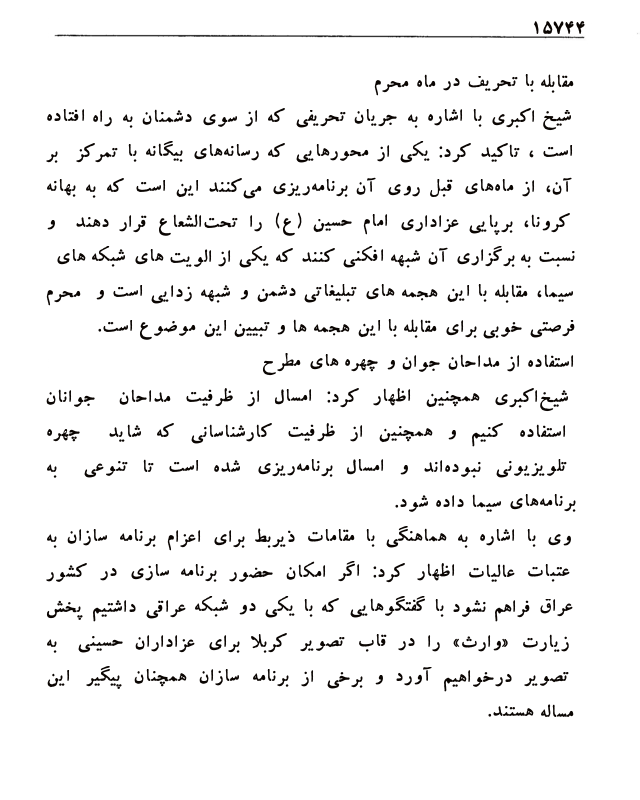 ۱۵۷۴۴
مقابله با تحریف در ماه محرم
شیخ اکبری با اشاره به جریان تحریفی که از سوی دشمنان به راه افتاده
است ، تاکید کرد: یکی از محورهایی که رسانه‌های بیگانه با تمرکز بر
آن، از ماه‌های قبل روی آن برنامه‌ریزی می‌کنند این است که به بهانه
کرونا، برپایی عزاداری امام حسین (ع) را تحت‌الشعاع قرار دهند و
نسبت به برگزاری آن شبهه افکنی کنند که یکی از الویت های شبکه های
سیما، مقابله با این هجمه های تبلیغاتی دشمن و شبهه زدایی است و محرم
فرصتی خوبی برای مقابله با این هجمه ها و تبیین این موضوع است.
استفاده از مداحان جوان و چهره های مطرح
شیخ‌اکبری همچنین اظهار کرد: امسال از ظرفیت مداحان جوانان
استفاده کنیم و همچنین از ظرفیت کارشناسانی که شاید چهره
تلویزیونی نبوده‌اند و امسال برنامه‌ریزی شده است تا تنوعی به
برنامه‌های سیما داده شود.
وی با اشاره به هماهنگی با مقامات ذیربط برای اعزام برنامه سازان به
عتبات عالیات اظهار کرد: اگر امکان حضور برنامه سازی در کشور
عراق فراهم نشود با گفتگوهایی که با یکی دو شبکه عراقی داشتیم پخش
زیارت «وارث» را در قاب تصویر کربلا برای عزاداران حسینی به
تصویر درخواهیم آورد و برخی از برنامه سازان همچنان پیگیر این
مساله هستند.